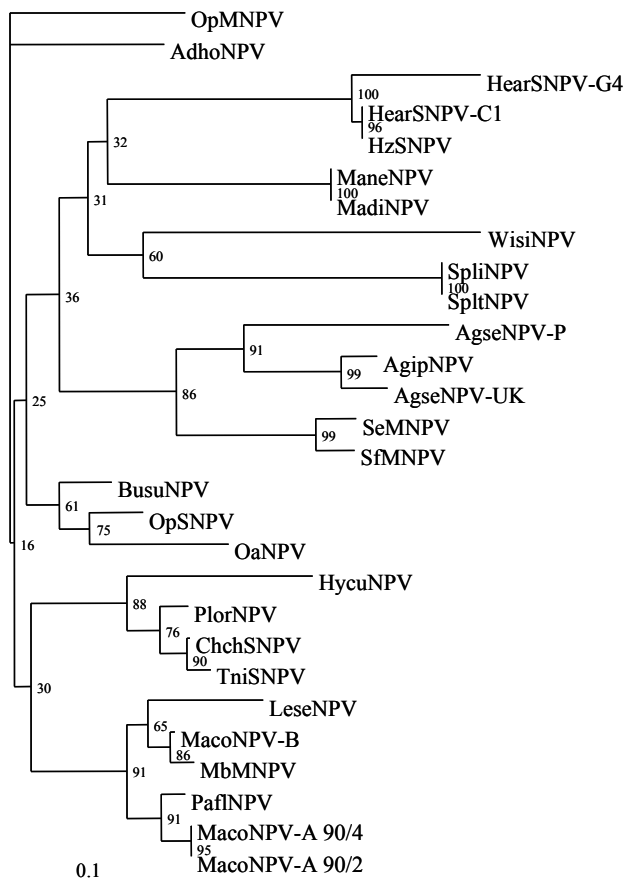 OpMNPV
AdhoNPV
HearSNPV-G4
100
HearSNPV-C1
96
HzSNPV
32
ManeNPV
100
MadiNPV
31
WisiNPV
60
SpliNPV
100
SpltNPV
36
AgseNPV-P
91
AgipNPV
99
AgseNPV-UK
86
SeMNPV
99
SfMNPV
25
BusuNPV
61
OpSNPV
75
OaNPV
16
HycuNPV
88
PlorNPV
76
ChchSNPV
90
TniSNPV
30
LeseNPV
65
MacoNPV-B
86
MbMNPV
91
PaflNPV
91
MacoNPV-A 90/4
95
MacoNPV-A 90/2
0.1